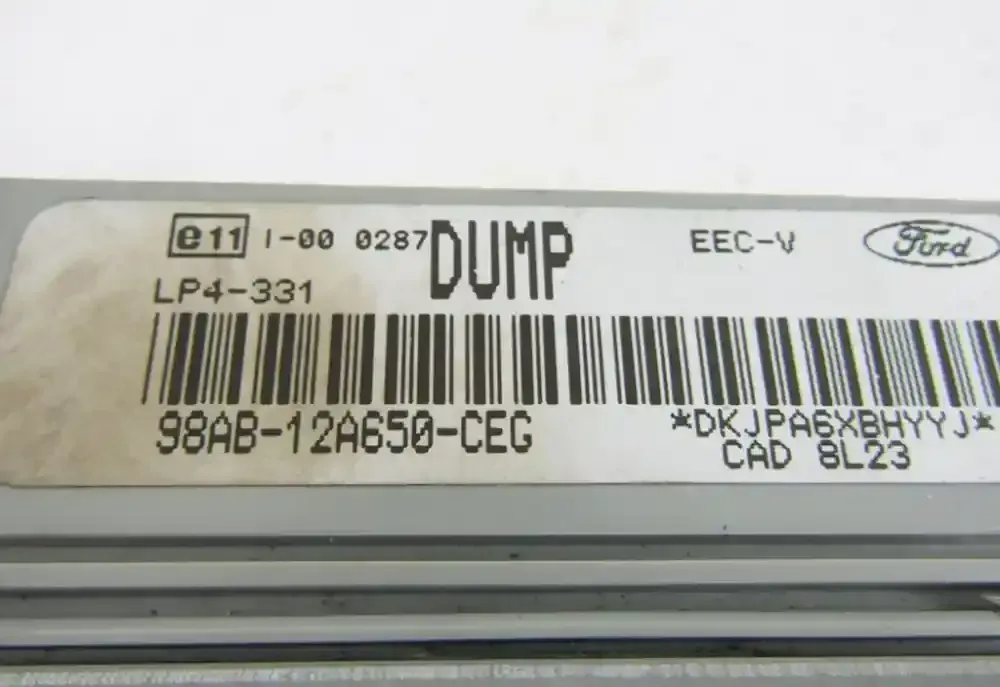 e11 I-00 0287 DUMP EEC-V Ford
LP4-331
98AB-12A650-CEG *DKJPA6XBHYYJ*
CAD 8L23